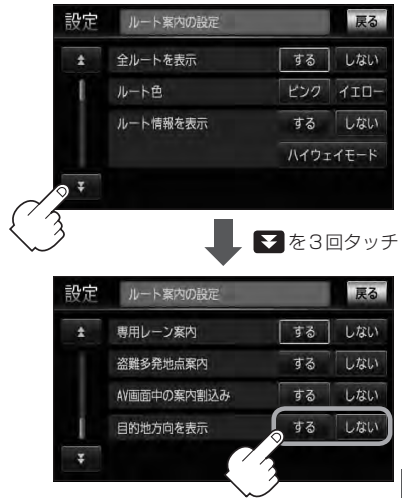 設定 ルート案内の設定 戻る
全ルートを表示 する しない
ルート色 ピンク イエロー
ルート情報を表示 する しない
ハイウェイモード
を3回タッチ
設定 ルート案内の設定 戻る
専用レーン案内 する しない
盗難多発地点案内 する しない
AV画面中の案内割込み する しない
目的地方向を表示 する しない